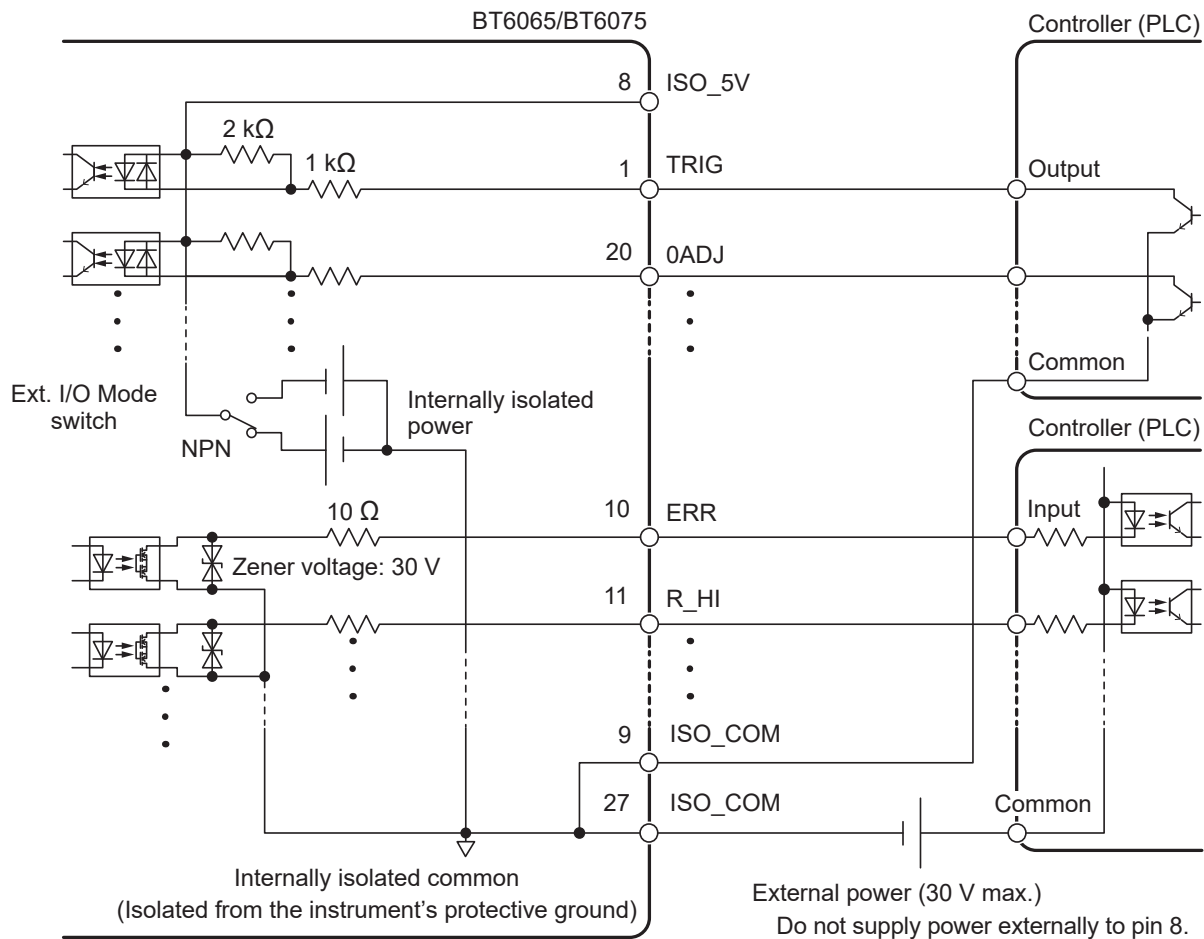 BT6065/BT6075
Controller (PLC)
8 ISO_5V
2 kΩ
1 kΩ
1 TRIG
Output
20 0ADJ
Common
Ext. I/O Mode
switch
NPN
Internally isolated
power
Controller (PLC)
10 Ω
10 ERR
Input
Zener voltage: 30 V
11 R_HI
9 ISO_COM
27 ISO_COM
Common
Internally isolated common
(Isolated from the instrument's protective ground)
External power (30 V max.)
Do not supply power externally to pin 8.